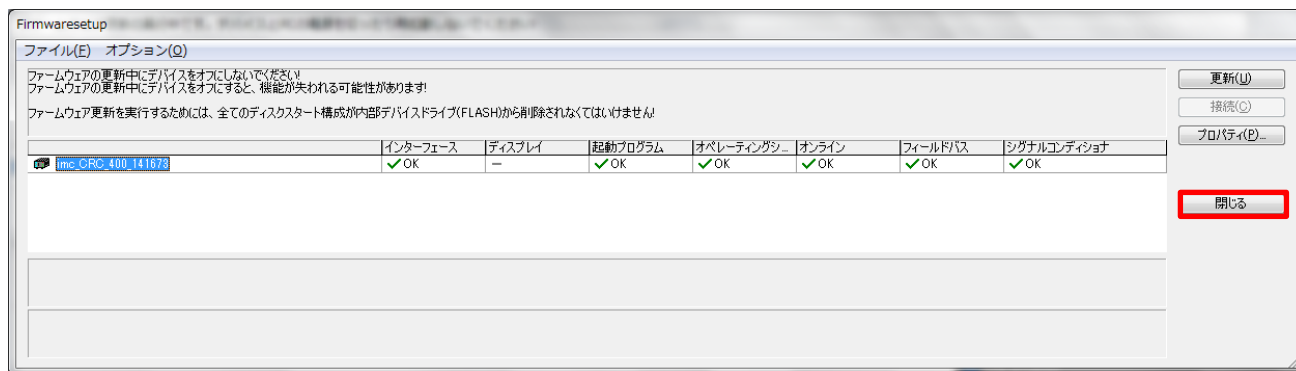 Firmwaresetup
ファイル(F) オプション(O)
ファームウェアの更新中にデバイスをオフにしないでください!
ファームウェアの更新中にデバイスをオフにすると、機能が失われる可能性があります!
ファームウェア更新を実行するためには、全てのディスクスタート構成が内部デバイスドライブ(FLASH)から削除されなくてはいけません!
更新(U)
接続(C)
プロパティ(P)...
インターフェース ディスプレイ 起動プログラム オペレーティングシ... オンライン フィールドバス シグナルコンディショナ
imc_CRC_400_141673 OK — OK OK OK OK OK
閉じる